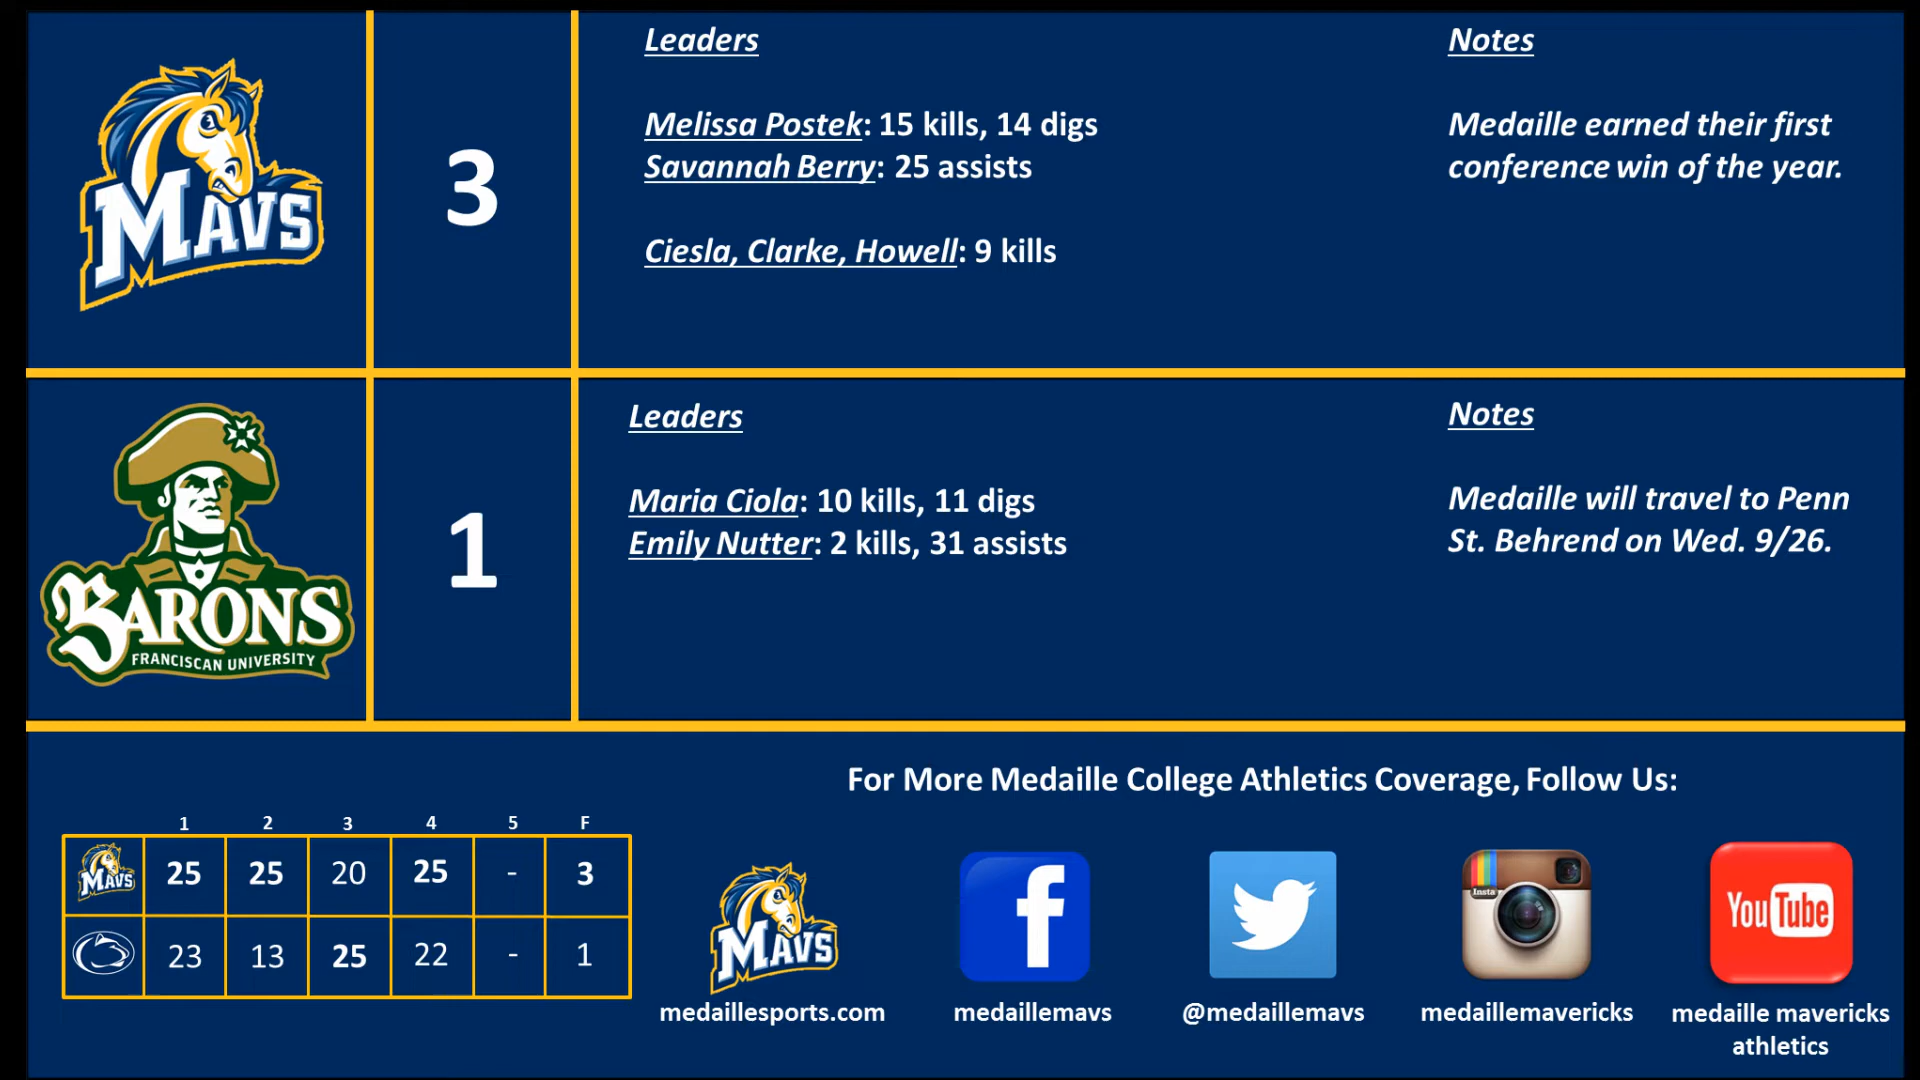 MAVS
3
Leaders
Melissa Postek: 15 kills, 14 digs
Savannah Berry: 25 assists
Ciesla, Clarke, Howell: 9 kills
Notes
Medaille earned their first
conference win of the year.
BARONS
FRANCISCAN UNIVERSITY
1
Leaders
Maria Ciola: 10 kills, 11 digs
Emily Nutter: 2 kills, 31 assists
Notes
Medaille will travel to Penn
St. Behrend on Wed. 9/26.
1 2 3 4 5 F
MAVS 25 25 20 25 - 3
23 13 25 22 - 1
For More Medaille College Athletics Coverage, Follow Us:
MAVS
f
Insta
YouTube
medaillesports.com
medaillemavs
@medaillemavs
medaillemavericks
medaille mavericks
athletics